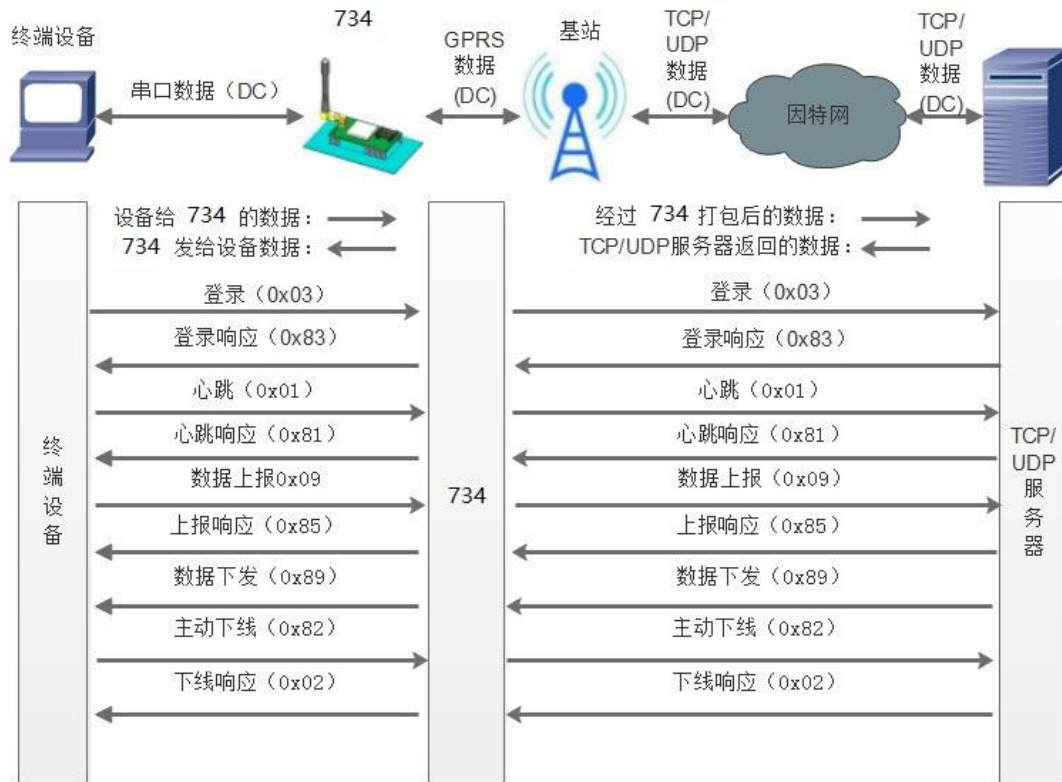 终端设备
734
GPRS
数据
(DC)
基站
TCP/
UDP
数据
(DC)
TCP/
UDP
数据
(DC)
串口数据（DC）
因特网
设备给 734 的数据：
734 发给设备数据：
经过 734 打包后的数据：
TCP/UDP服务器返回的数据：
登录（0x03）
登录（0x03）
登录响应（0x83）
登录响应（0x83）
心跳（0x01）
心跳（0x01）
心跳响应（0x81）
心跳响应（0x81）
数据上报0x09
数据上报（0x09）
上报响应（0x85）
上报响应（0x85）
数据下发（0x89）
数据下发（0x89）
主动下线（0x82）
主动下线（0x82）
下线响应（0x02）
下线响应（0x02）
终
端
设
备
734
TCP/
UDP
服
务
器